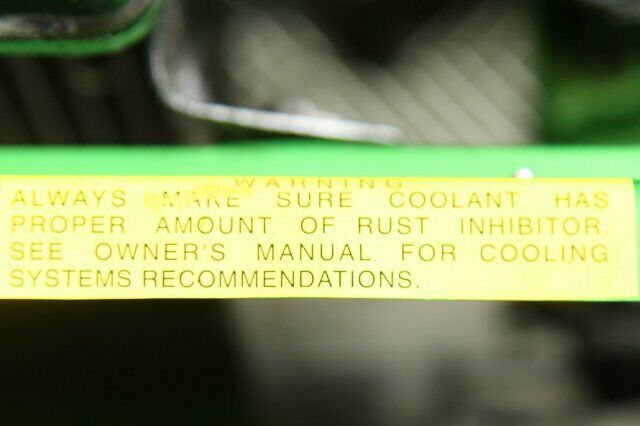 WARNING
ALWAYS MAKE SURE COOLANT HAS
PROPER AMOUNT OF RUST INHIBITOR.
SEE OWNER'S MANUAL FOR COOLING
SYSTEMS RECOMMENDATIONS.